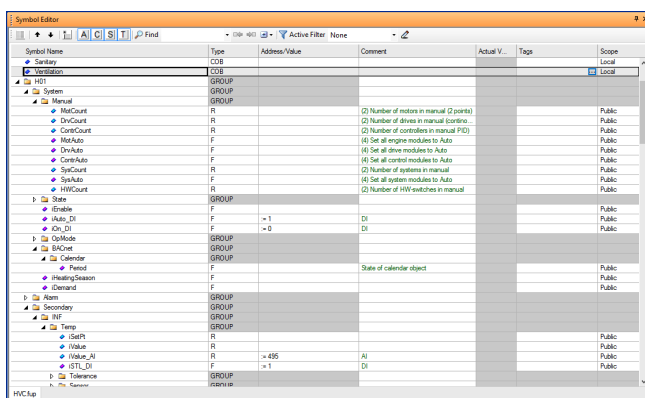 Symbol Editor
A C S T Find Active Filter None
Symbol Name Type Address/Value Comment Actual V... Tags Scope
Sanitary COB Local
Ventilation COB Local
H01 GROUP
System GROUP
Manual GROUP
MotCount R (2) Number of motors in manual (2 points) Public
DrvCount R (2) Number of drives in manual (contino... Public
ContrCount R (2) Number of controllers in manual PID) Public
MotAuto F (4) Set all engine modules to Auto Public
DrvAuto F (4) Set all drive modules to Auto Public
ContrAuto F (4) Set all control modules to Auto Public
SysCount R (2) Number of systems in manual Public
SysAuto F (4) Set all system modules to Auto Public
HWCount R (2) Number of HW-switches in manual Public
State GROUP
iEnable F Public
iAuto_DI F := 1 DI Public
iOn_DI F := 0 DI Public
OpMode GROUP
BACnet GROUP
Calendar GROUP
Period F State of calendar object Public
iHeatingSeason F Public
iDemand F Public
Alarm GROUP
Secondary GROUP
INF GROUP
Temp GROUP
iSetPt R Public
iValue R Public
iValue_AI R := 495 AI Public
iSTL_DI F := 1 DI Public
Tolerance GROUP
Sensor GROUP
HVC.fup